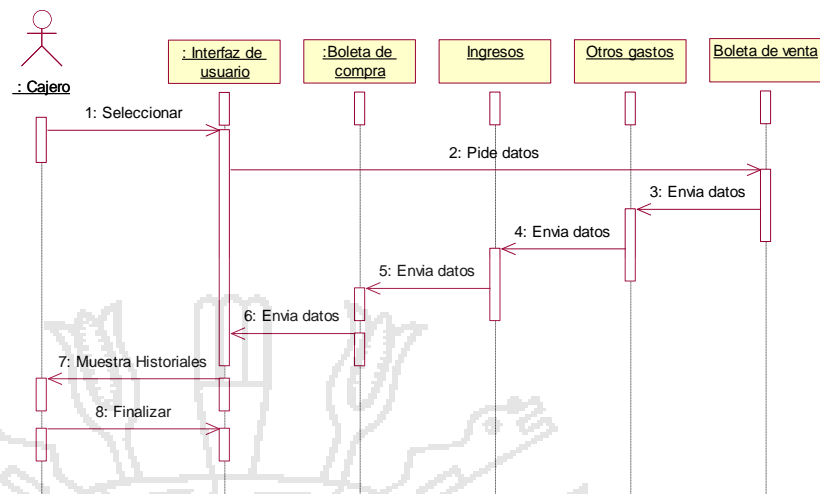 : Cajero
: Interfaz de
usuario
:Boleta de
compra
Ingresos
Otros gastos
Boleta de venta
1: Seleccionar
2: Pide datos
3: Envia datos
4: Envia datos
5: Envia datos
6: Envia datos
7: Muestra Historiales
8: Finalizar